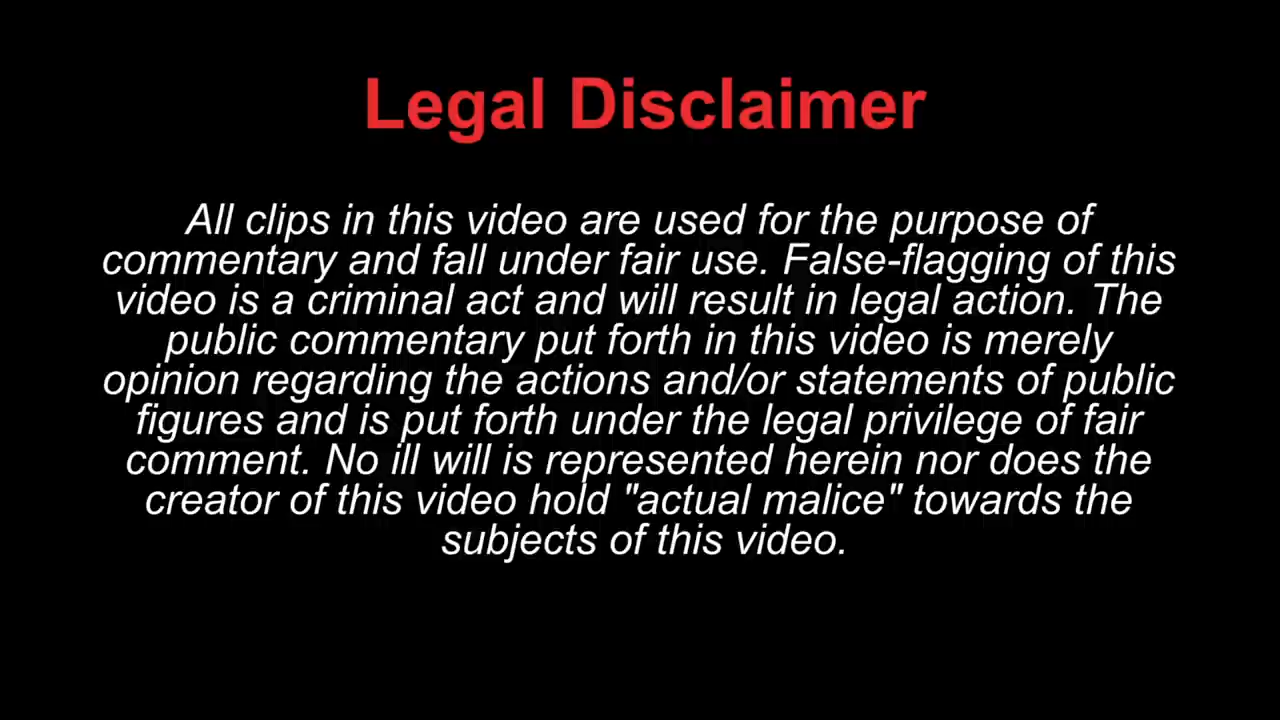 Legal Disclaimer
All clips in this video are used for the purpose of
commentary and fall under fair use. False-flagging of this
video is a criminal act and will result in legal action. The
public commentary put forth in this video is merely
opinion regarding the actions and/or statements of public
figures and is put forth under the legal privilege of fair
comment. No ill will is represented herein nor does the
creator of this video hold "actual malice" towards the
subjects of this video.